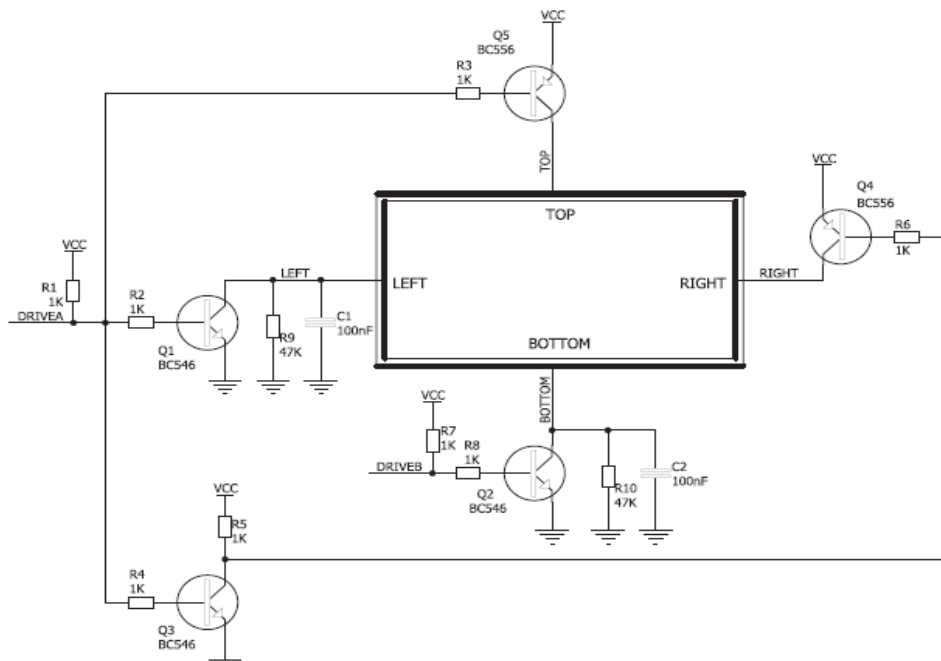 VCC
Q5
BC556
R3
1K
TOP
VCC
Q4
BC556
TOP
R6
1K
VCC
LEFT
LEFT
RIGHT
RIGHT
R1
1K
R2
1K
DRIVEA
C1
100nF
R9
47K
Q1
BC546
BOTTOM
BOTTOM
VCC
R7
1K
R8
1K
DRIVEB
C2
100nF
R10
47K
Q2
BC546
VCC
R5
1K
R4
1K
Q3
BC546